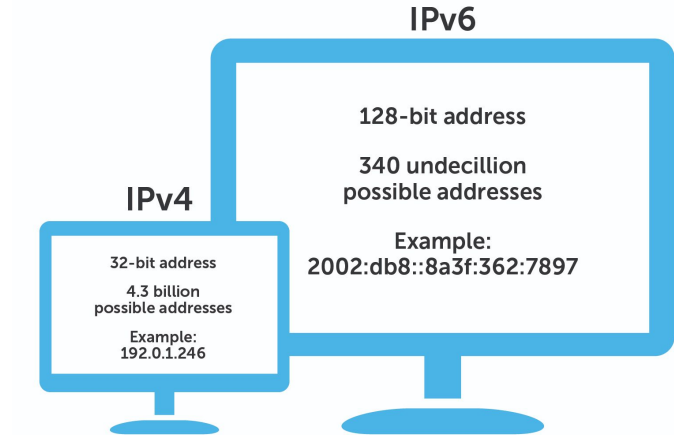 IPv6
128-bit address
340 undecillion
possible addresses
Example:
2002:db8::8a3f:362:7897
IPv4
32-bit address
4.3 billion
possible addresses
Example:
192.0.1.246